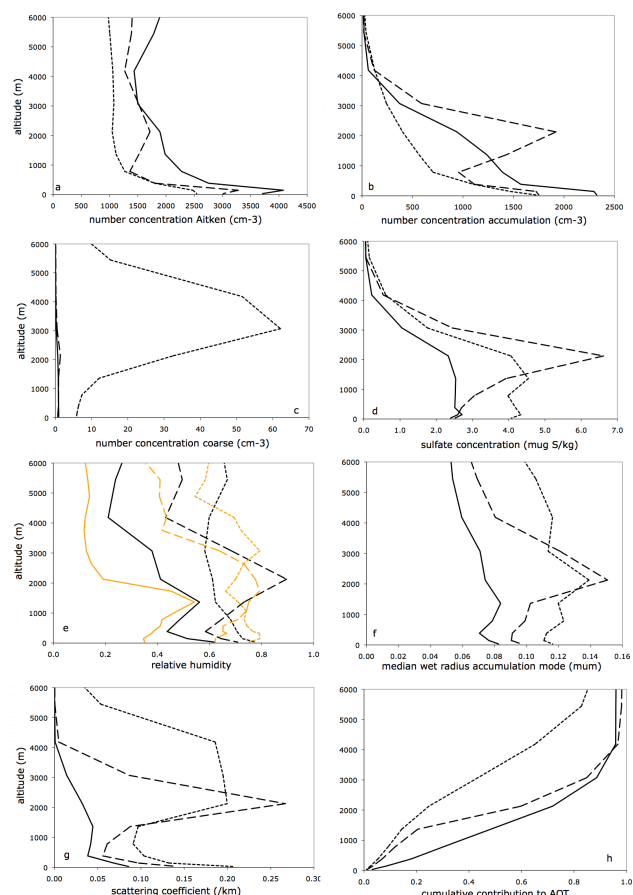 6000
5000
4000
3000
2000
1000
0
altitude (m)
a
0 500 1000 1500 2000 2500 3000 3500 4000 4500
number concentration Aitken (cm-3)
6000
5000
4000
3000
2000
1000
0
b
0 500 1000 1500 2000 2500
number concentration accumulation (cm-3)
6000
5000
4000
3000
2000
1000
0
altitude (m)
c
0 10 20 30 40 50 60 70
number concentration coarse (cm-3)
6000
5000
4000
3000
2000
1000
0
d
0.0 1.0 2.0 3.0 4.0 5.0 6.0 7.0
sulfate concentration (mug S/kg)
6000
5000
4000
3000
2000
1000
0
altitude (m)
e
0.0 0.2 0.4 0.6 0.8 1.0
relative humidity
6000
5000
4000
3000
2000
1000
0
f
0.00 0.02 0.04 0.06 0.08 0.10 0.12 0.14 0.16
median wet radius accumulation mode (mum)
6000
5000
4000
3000
2000
1000
0
altitude (m)
g
0.00 0.05 0.10 0.15 0.20 0.25 0.30
scattering coefficient (/km)
6000
5000
4000
3000
2000
1000
0
h
0.0 0.2 0.4 0.6 0.8 1.0
cumulative contribution to AOT